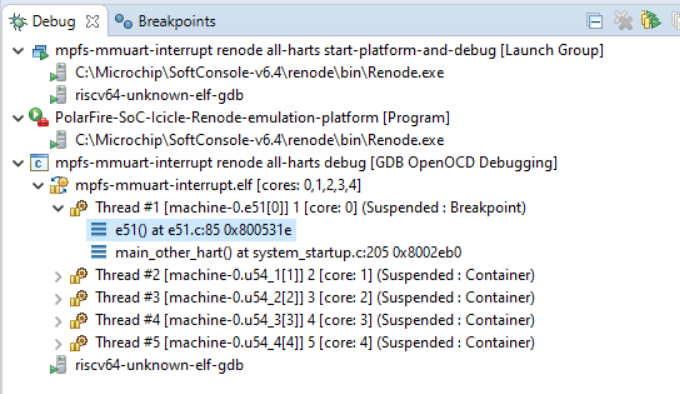 Debug Breakpoints
mpfs-mmuart-interrupt renode all-harts start-platform-and-debug [Launch Group]
C:\Microchip\SoftConsole-v6.4\renode\bin\Renode.exe
riscv64-unknown-elf-gdb
PolarFire-SoC-Icicle-Renode-emulation-platform [Program]
C:\Microchip\SoftConsole-v6.4\renode\bin\Renode.exe
mpfs-mmuart-interrupt renode all-harts debug [GDB OpenOCD Debugging]
mpfs-mmuart-interrupt.elf [cores: 0,1,2,3,4]
Thread #1 [machine-0.e51[0]] 1 [core: 0] (Suspended : Breakpoint)
e51() at e51.c:85 0x800531e
main_other_hart() at system_startup.c:205 0x8002eb0
Thread #2 [machine-0.u54_1[1]] 2 [core: 1] (Suspended : Container)
Thread #3 [machine-0.u54_2[2]] 3 [core: 2] (Suspended : Container)
Thread #4 [machine-0.u54_3[3]] 4 [core: 3] (Suspended : Container)
Thread #5 [machine-0.u54_4[4]] 5 [core: 4] (Suspended : Container)
riscv64-unknown-elf-gdb